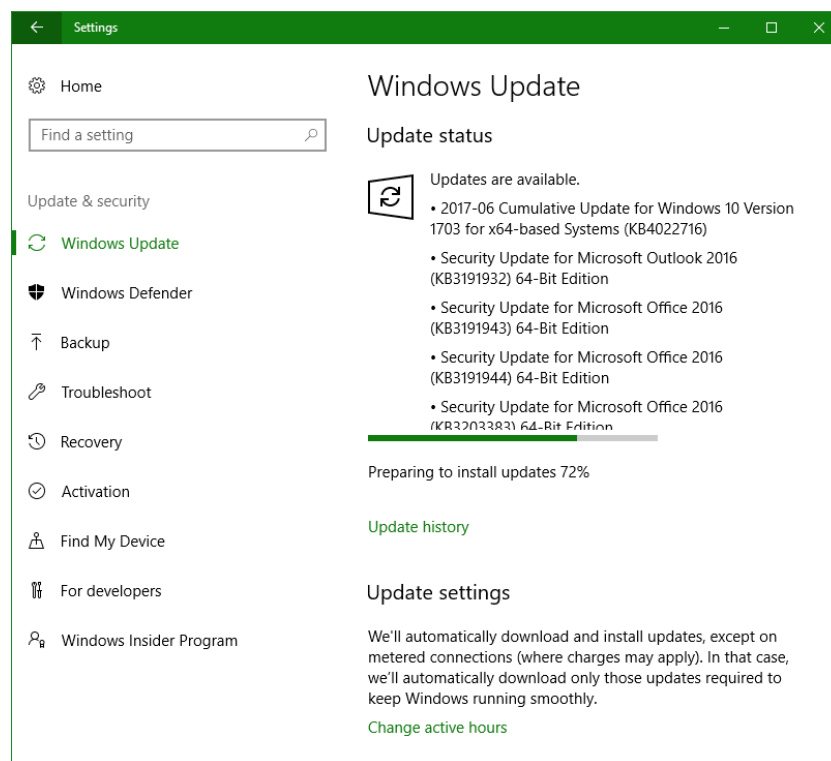 Settings
Home
Find a setting
Update & security
Windows Update
Windows Defender
Backup
Troubleshoot
Recovery
Activation
Find My Device
For developers
Windows Insider Program
Windows Update
Update status
Updates are available.
• 2017-06 Cumulative Update for Windows 10 Version
1703 for x64-based Systems (KB4022716)
• Security Update for Microsoft Outlook 2016
(KB3191932) 64-Bit Edition
• Security Update for Microsoft Office 2016
(KB3191943) 64-Bit Edition
• Security Update for Microsoft Office 2016
(KB3191944) 64-Bit Edition
• Security Update for Microsoft Office 2016
(KB3203383) 64-Bit Edition
Preparing to install updates 72%
Update history
Update settings
We'll automatically download and install updates, except on
metered connections (where charges may apply). In that case,
we'll automatically download only those updates required to
keep Windows running smoothly.
Change active hours